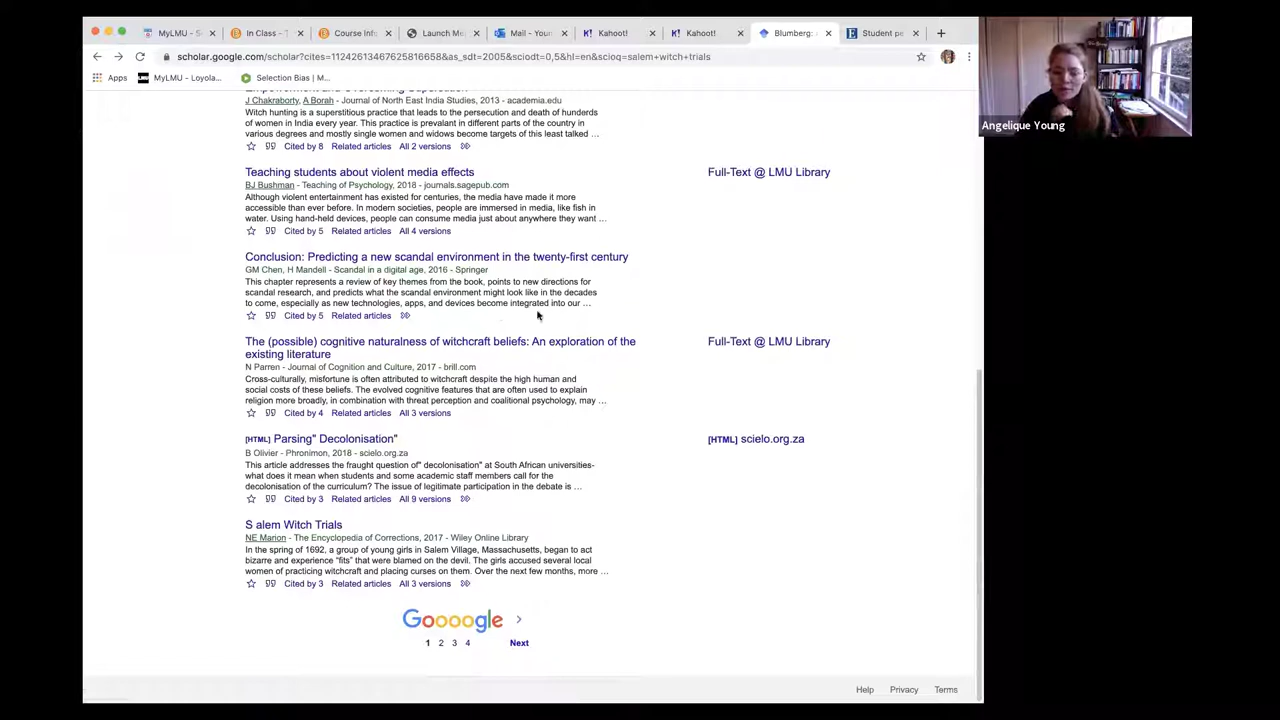 MyLMU - S
In Class - T
Course Info
Launch Me
Mail - You
Kahoot!
Kahoot!
Blumberg: a
Student pe
scholar.google.com/scholar?cites=11242613467625816658&as_sdt=2005&sciodt=0,5&hl=en&scioq=salem+witch+trials
Apps
MyLMU - Loyola...
Selection Bias | M...
Angelique Young
J Chakraborty, A Borah - Journal of North East India Studies, 2013 - academia.edu
Witch hunting is a superstitious practice that leads to the persecution and death of hunderds
of women in India every year. This practice is prevalant in different parts of the country in
various degrees and mostly single women and widows become targets of this least talked …
Cited by 8 Related articles All 2 versions
Teaching students about violent media effects
Full-Text @ LMU Library
BJ Bushman - Teaching of Psychology, 2018 - journals.sagepub.com
Although violent entertainment has existed for centuries, the media have made it more
accessible than ever before. In modern societies, people are immersed in media, like fish in
water. Using hand-held devices, people can consume media just about anywhere they want …
Cited by 5 Related articles All 4 versions
Conclusion: Predicting a new scandal environment in the twenty-first century
GM Chen, H Mandell - Scandal in a digital age, 2016 - Springer
This chapter represents a review of key themes from the book, points to new directions for
scandal research, and predicts what the scandal environment might look like in the decades
to come, especially as new technologies, apps, and devices become integrated into our …
Cited by 5 Related articles
The (possible) cognitive naturalness of witchcraft beliefs: An exploration of the
existing literature
Full-Text @ LMU Library
N Parren - Journal of Cognition and Culture, 2017 - brill.com
Cross-culturally, misfortune is often attributed to witchcraft despite the high human and
social costs of these beliefs. The evolved cognitive features that are often used to explain
religion more broadly, in combination with threat perception and coalitional psychology, may …
Cited by 4 Related articles All 3 versions
[HTML] Parsing" Decolonisation"
[HTML] scielo.org.za
B Olivier - Phronimon, 2018 - scielo.org.za
This article addresses the fraught question of" decolonisation" at South African universities-
what does it mean when students and some academic staff members call for the
decolonisation of the curriculum? The issue of legitimate participation in the debate is …
Cited by 3 Related articles All 9 versions
S alem Witch Trials
NE Marion - The Encyclopedia of Corrections, 2017 - Wiley Online Library
In the spring of 1692, a group of young girls in Salem Village, Massachusetts, began to act
bizarre and experience “fits” that were blamed on the devil. The girls accused several local
women of practicing witchcraft and placing curses on them. Over the next few months, more …
Cited by 3 Related articles All 3 versions
Goooogle
1 2 3 4 Next
Help Privacy Terms